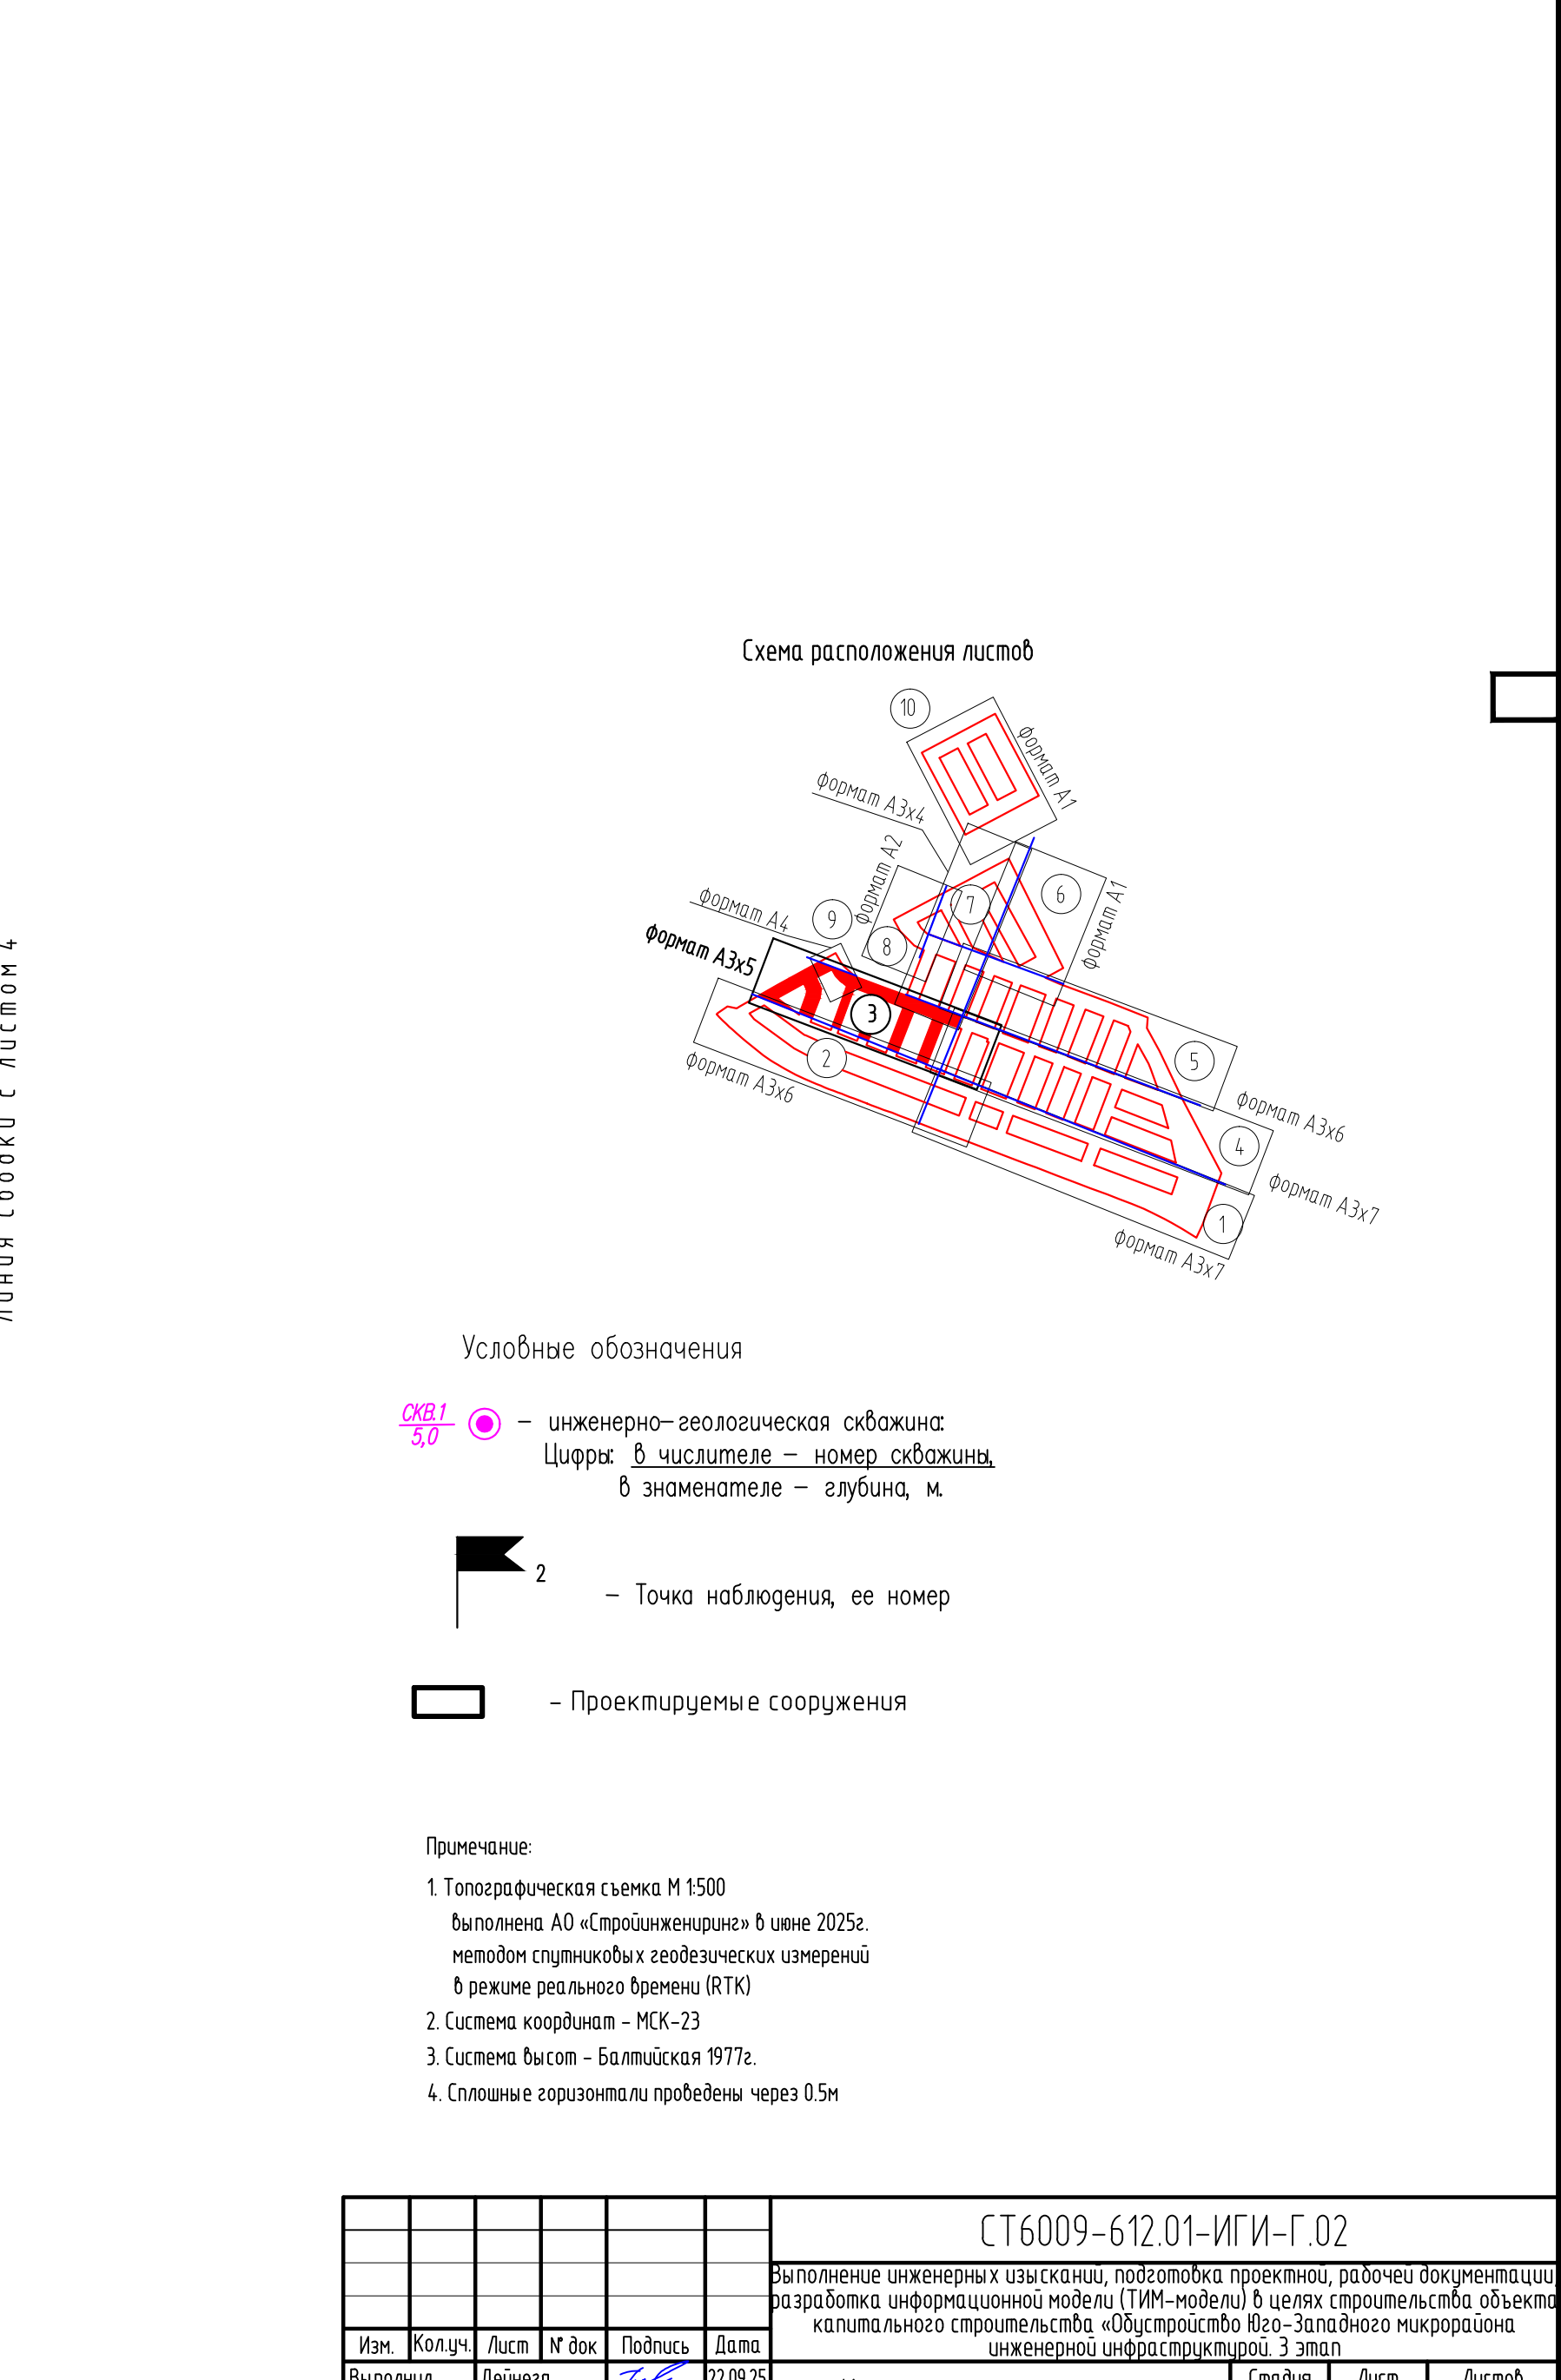 Линия сбойки с листом 4
Схема расположения листов
10
формат А1
формат А3х4
формат А2
6
7
формат А1
формат А4
9
8
формат А3х5
3
2
5
формат А3х6
формат А3х6
4
формат А3х7
1
формат А3х7
Условные обозначения
СКВ.1
5,0
– инженерно–геологическая скважина:
Цифры: в числителе – номер скважины,
в знаменателе – глубина, м.
2
– Точка наблюдения, ее номер
– Проектируемые сооружения
Примечание:
1. Топографическая съемка М 1:500
выполнена АО «Стройинжениринг» в июне 2025г.
методом спутниковых геодезических измерений
в режиме реального времени (RTK)
2. Система координат – МСК–23
3. Система высот – Балтийская 1977г.
4. Сплошные горизонтали проведены через 0.5м
СТ6009–612.01–ИГИ–Г.02
Выполнение инженерных изысканий, подготовка проектной, рабочей документации,
разработка информационной модели (ТИМ–модели) в целях строительства объекта
капитального строительства «Обустройство Юго–Западного микрорайона
инженерной инфраструктурой. 3 этап
Изм. Кол.уч. Лист № док Подпись Дата
Выполнил Дейнега 22.09.25 Стадия Лист Листов